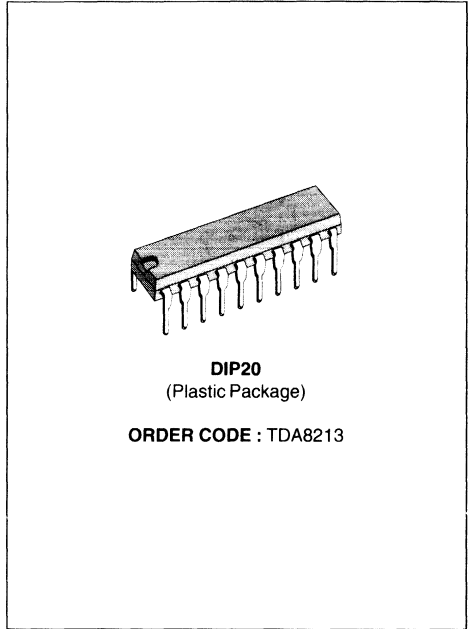 DIP20
(Plastic Package)
ORDER CODE : TDA8213